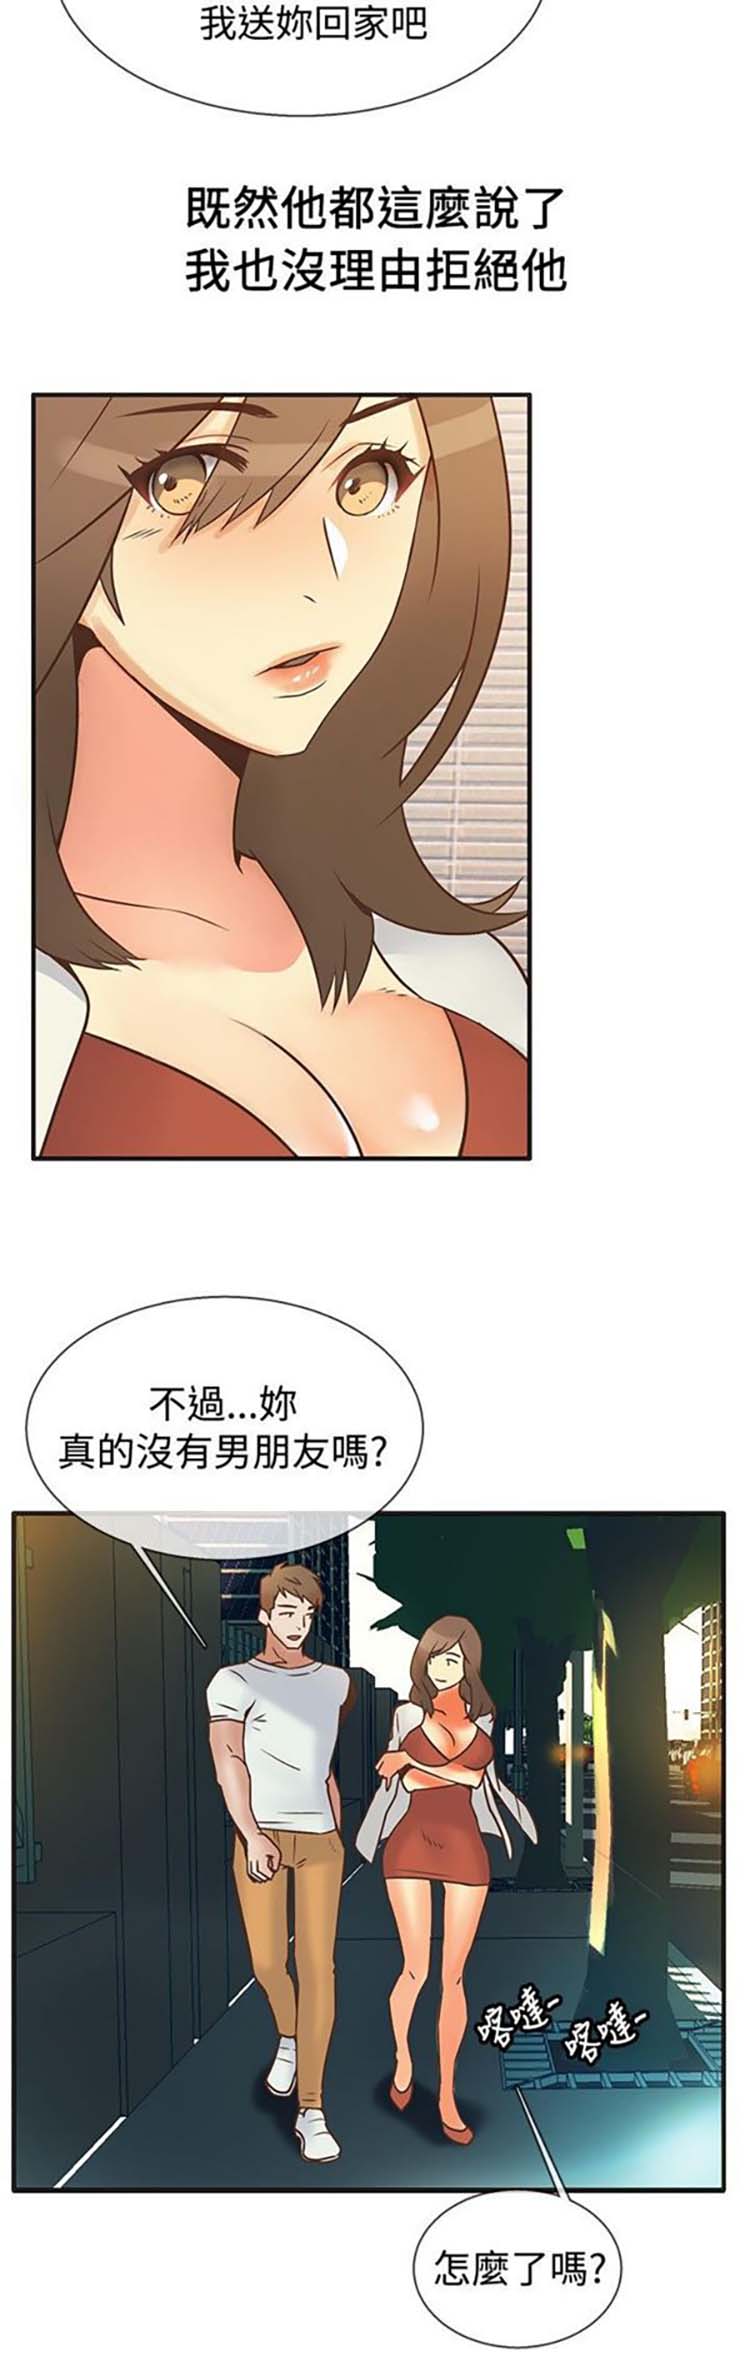 我送妳回家吧
既然他都這麼說了
我也沒理由拒絕他
不過...妳
真的沒有男朋友嗎?
喀噠-
喀噠-
怎麼了嗎?